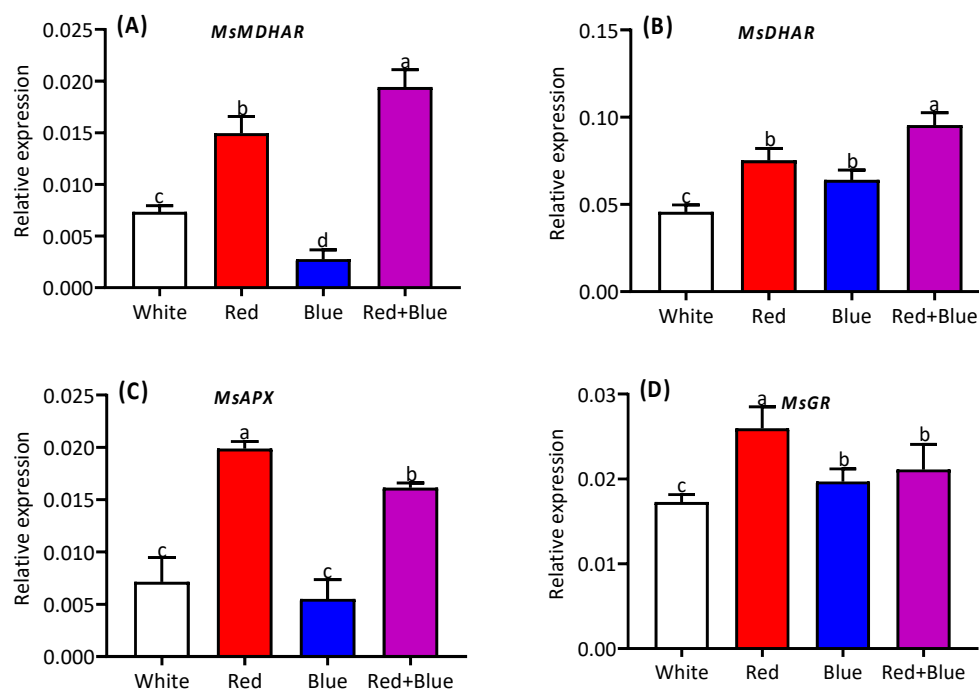 (A)
MsMDHAR
Relative expression
0.025
0.020
0.015
0.010
0.005
0.000
c
b
d
a
White Red Blue Red+Blue
(B)
MsDHAR
Relative expression
0.15
0.10
0.05
0.00
c
b
b
a
White Red Blue Red+Blue
(C)
MsAPX
Relative expression
0.025
0.020
0.015
0.010
0.005
0.000
c
a
c
b
White Red Blue Red+Blue
(D)
MsGR
Relative expression
0.03
0.02
0.01
0.00
c
a
b
b
White Red Blue Red+Blue